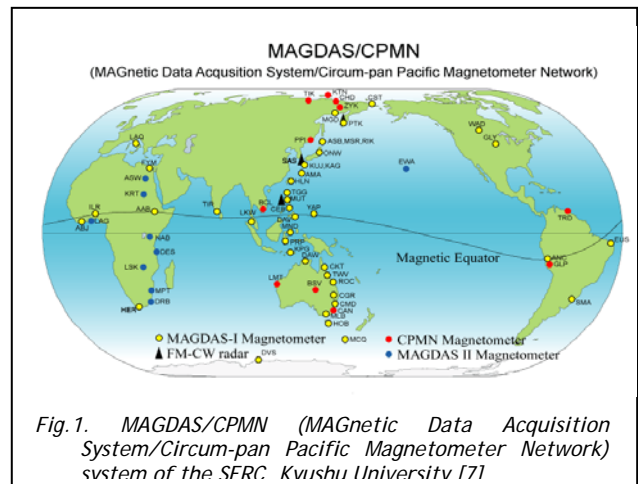 MAGDAS/CPMN
(MAGnetic Data Acqusition System/Circum-pan Pacific Magnetometer Network)
TIK KTN
CHD CST
ZYK
MGD PTK
WAD
GLY
LAQ
PPI ASB,MSR,RIK
ONW
SAS
KUJ,KAG
EWA
FYM
ASW
AMA
HLN
KRT
TGG
MUT
BCL
CEB
TRD
ILR
AAB
TIR
LKW
YAP
ABJ LAG
DAV
MND
EUS
NAB
PRP
Magnetic Equator
ANC
DES
KPG
DAW
GLP
LSK
CKT
TWV
LMT
BSV
ROC
MPT
CGR
SMA
DRB
CMD
HER
CAN
MLB
HOB
MAGDAS-I Magnetometer
CPMN Magnetometer
MCQ
FM-CW radar
MAGDAS II Magnetometer
DVS
Fig.1. MAGDAS/CPMN (MAGnetic Data Acquisition
System/Circum-pan Pacific Magnetometer Network)
system of the SERC, Kyushu University [7]